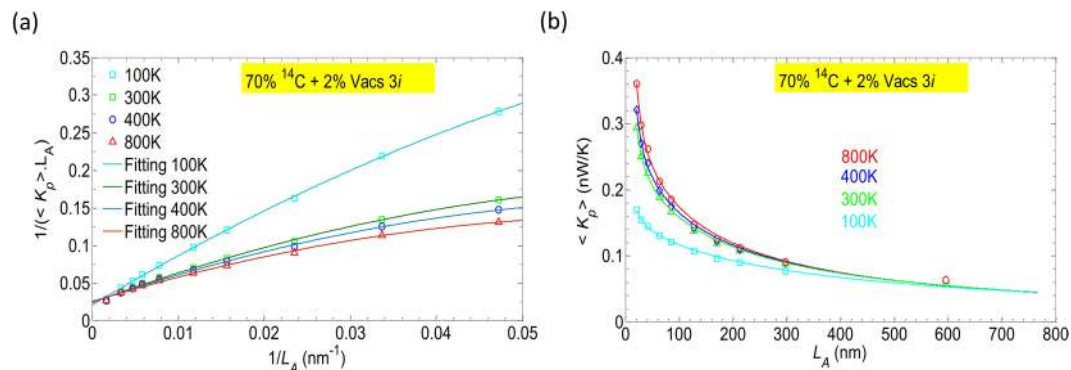 (a)
70% ¹⁴C + 2% Vacs 3i
100K
300K
400K
800K
Fitting 100K
Fitting 300K
Fitting 400K
Fitting 800K
1/(< Kₚ>.L_A)
0.35
0.3
0.25
0.2
0.15
0.1
0.05
0
0 0.01 0.02 0.03 0.04 0.05
1/L_A (nm⁻¹)
(b)
70% ¹⁴C + 2% Vacs 3i
800K
400K
300K
100K
< Kₚ> (nW/K)
0.4
0.3
0.2
0.1
0
0 100 200 300 400 500 600 700 800
L_A (nm)